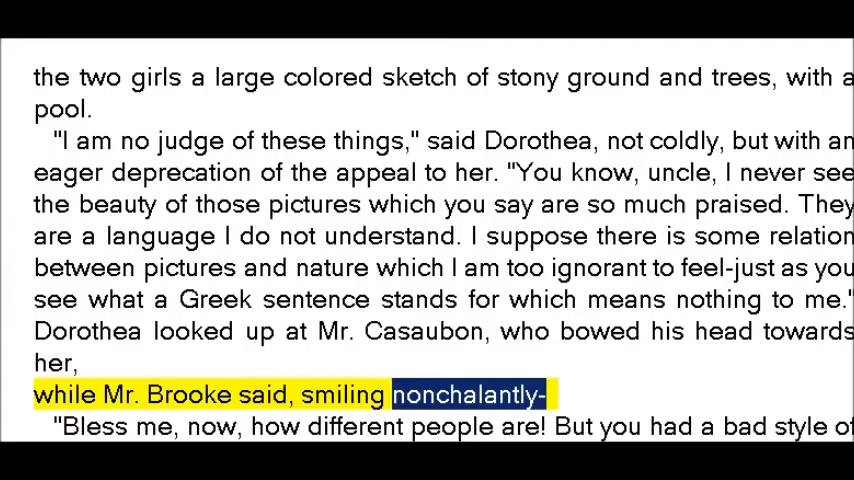 the two girls a large colored sketch of stony ground and trees, with a
pool.
"I am no judge of these things," said Dorothea, not coldly, but with an
eager deprecation of the appeal to her. "You know, uncle, I never see
the beauty of those pictures which you say are so much praised. They
are a language I do not understand. I suppose there is some relation
between pictures and nature which I am too ignorant to feel-just as you
see what a Greek sentence stands for which means nothing to me."
Dorothea looked up at Mr. Casaubon, who bowed his head towards
her,
while Mr. Brooke said, smiling nonchalantly-
"Bless me, now, how different people are! But you had a bad style of